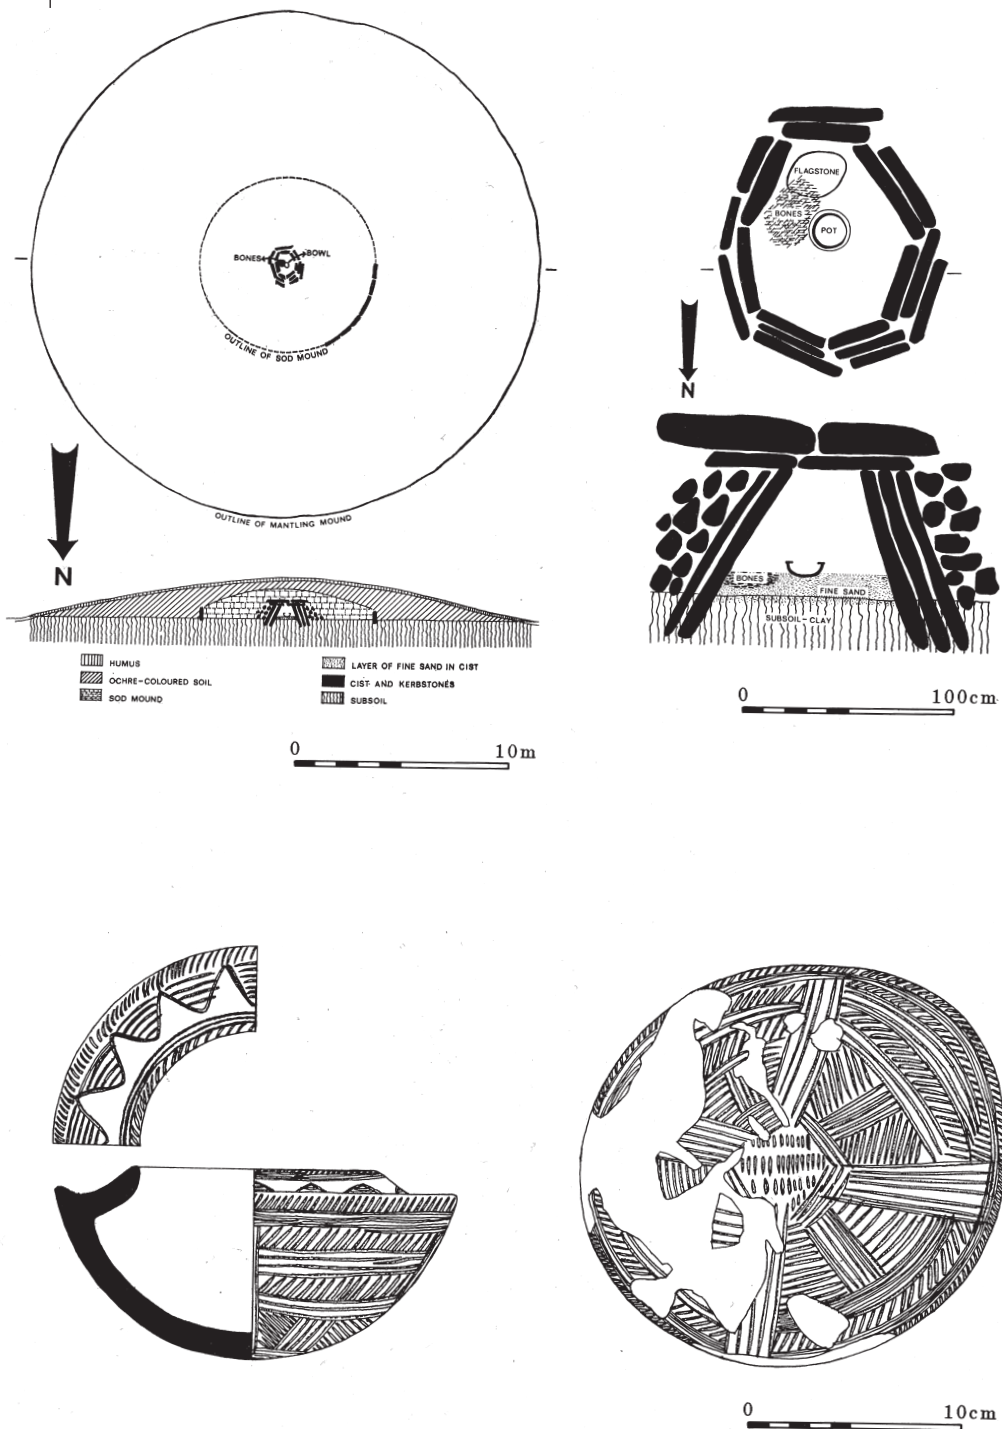 BONES
BOWL
OUTLINE OF SOD MOUND
OUTLINE OF MANTLING MOUND
N
HUMUS
OCHRE-COLOURED SOIL
SOD MOUND
LAYER OF FINE SAND IN CIST
CIST AND KERBSTONES
SUBSOIL
0 10m
FLAGSTONE
BONES
POT
N
BONES
FINE SAND
SUBSOIL-CLAY
0 100cm
0 10cm